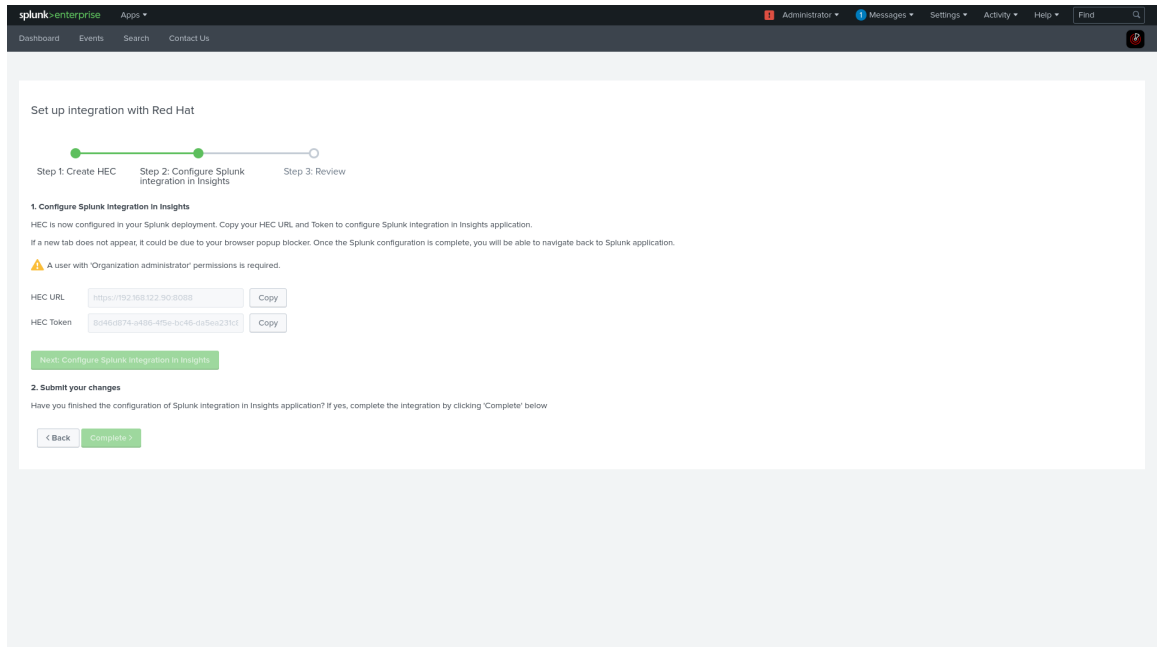 splunk>enterprise Apps Administrator 1 Messages Settings Activity Help Find
Dashboard Events Search Contact Us
Set up integration with Red Hat
Step 1: Create HEC Step 2: Configure Splunk integration in Insights Step 3: Review
1. Configure Splunk integration in Insights
HEC is now configured in your Splunk deployment. Copy your HEC URL and Token to configure Splunk integration in Insights application.
If a new tab does not appear, it could be due to your browser popup blocker. Once the Splunk configuration is complete, you will be able to navigate back to Splunk application.
A user with 'Organization administrator' permissions is required.
HEC URL https://192.168.122.90:8088 Copy
HEC Token Copy
Next: Configure Splunk integration in Insights
2. Submit your changes
Have you finished the configuration of Splunk integration in Insights application? If yes, complete the integration by clicking 'Complete' below
< Back Complete >